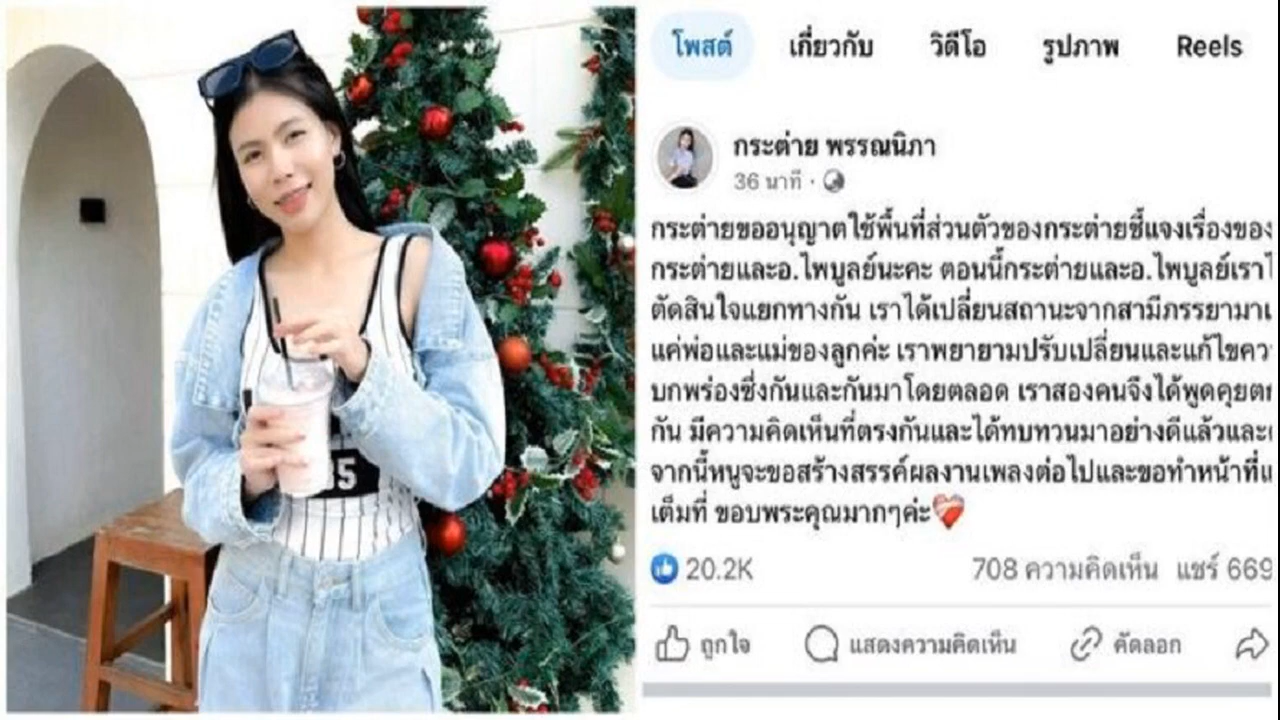 โพสต์ เกี่ยวกับ วิดีโอ รูปภาพ Reels
กระต่าย พรรณนิภา
36 นาที ·
กระต่ายขออนุญาตใช้พื้นที่ส่วนตัวของกระต่ายชี้แจงเรื่องของ
กระต่ายและอ.ไพบูลย์นะคะ ตอนนี้กระต่ายและอ.ไพบูลย์เรา
ตัดสินใจแยกทางกัน เราได้เปลี่ยนสถานะจากสามีภรรยามา
แค่พ่อและแม่ของลูกค่ะ เราพยายามปรับเปลี่ยนและแก้ไข
บกพร่องซึ่งกันและกันมาโดยตลอด เราสองคนจึงได้พูดคุย
กัน มีความคิดเห็นที่ตรงกันและได้ทบทวนมาอย่างดีแล้วและ
จากนี้หนูจะขอสร้างสรรค์ผลงานเพลงต่อไปและขอทำหน้าที่
เต็มที่ ขอบพระคุณมากๆค่ะ❤️‍🩹
20.2K 708 ความคิดเห็น แชร์ 669
ถูกใจ แสดงความคิดเห็น คัดลอก
35